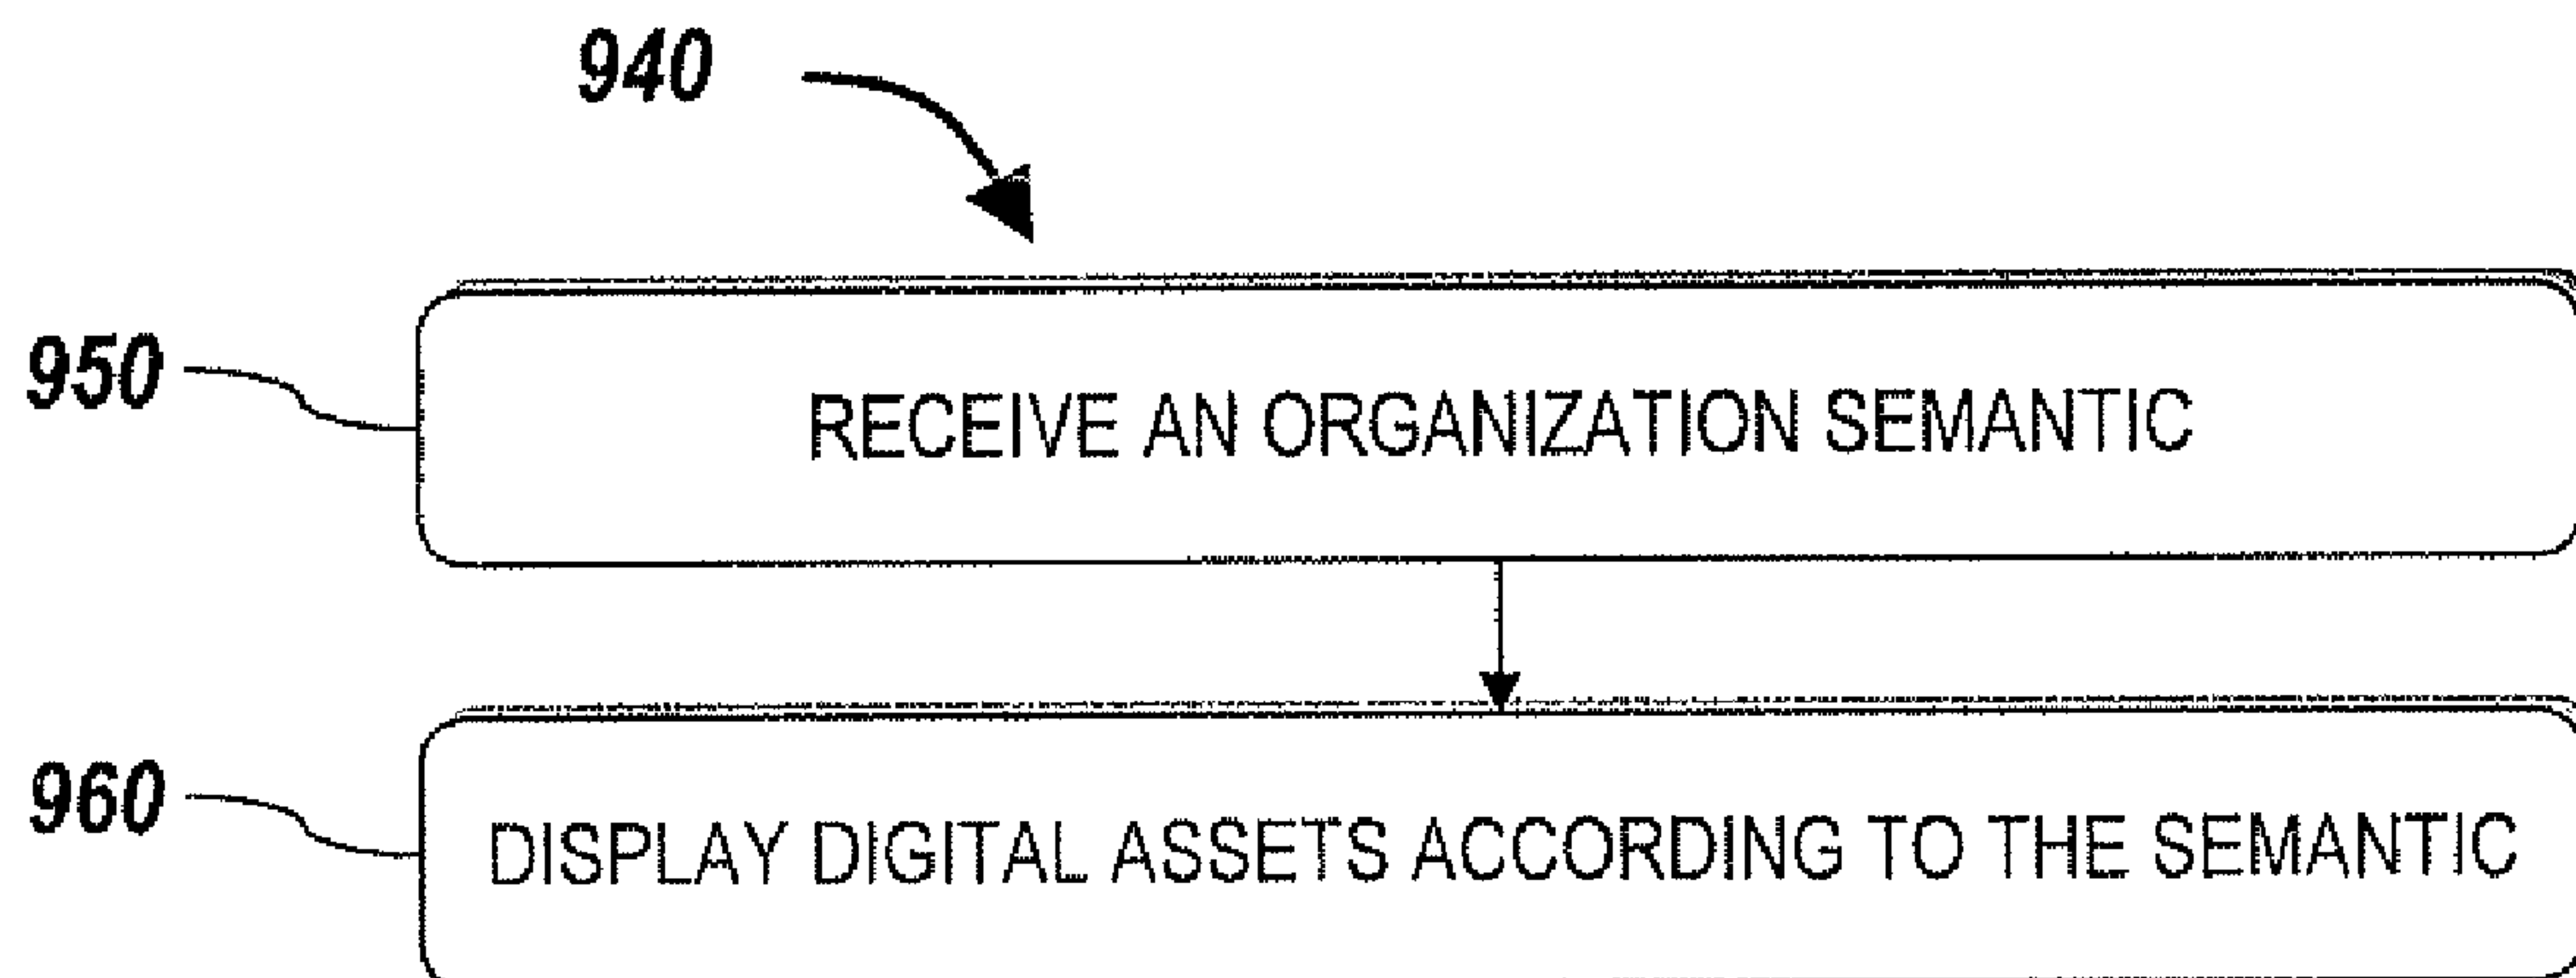 940
950
RECEIVE AN ORGANIZATION SEMANTIC
960
DISPLAY DIGITAL ASSETS ACCORDING TO THE SEMANTIC